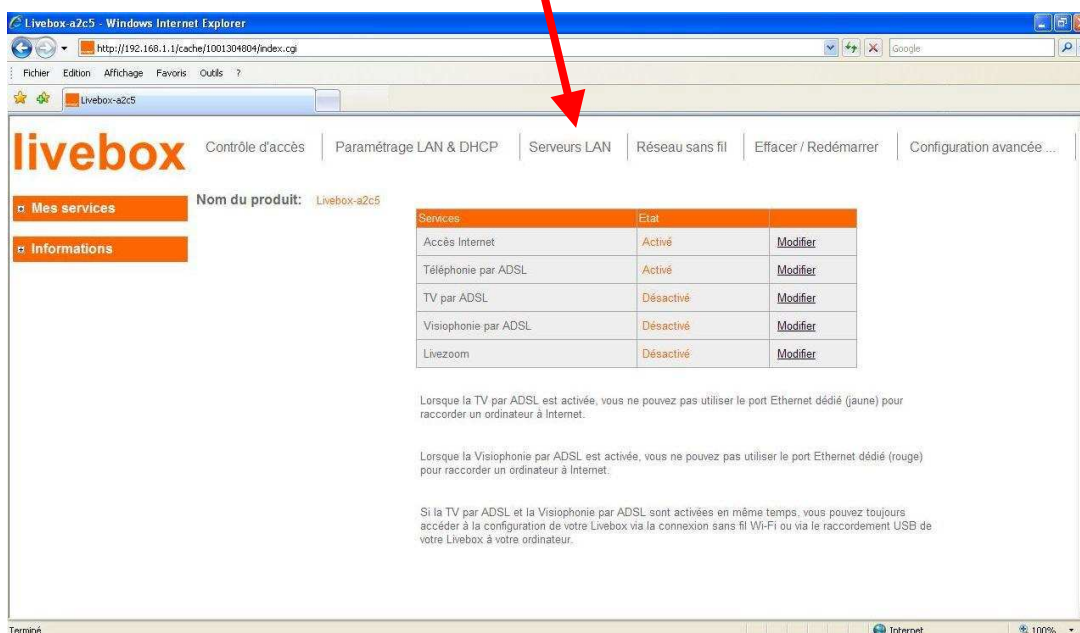 Livebox-a2c5 - Windows Internet Explorer
http://192.168.1.1/cache/1001304804/index.cgi
Google
Fichier Edition Affichage Favoris Outils ?
Livebox-a2c5
livebox
Contrôle d'accès
Paramétrage LAN & DHCP
Serveurs LAN
Réseau sans fil
Effacer / Redémarrer
Configuration avancée ...
Mes services
Informations
Nom du produit: Livebox-a2c5
Services Etat
Accès Internet Activé Modifier
Téléphonie par ADSL Activé Modifier
TV par ADSL Désactivé Modifier
Visiophonie par ADSL Désactivé Modifier
Livezoom Désactivé Modifier
Lorsque la TV par ADSL est activée, vous ne pouvez pas utiliser le port Ethernet dédié (jaune) pour
raccorder un ordinateur à Internet.
Lorsque la Visiophonie par ADSL est activée, vous ne pouvez pas utiliser le port Ethernet dédié (rouge)
pour raccorder un ordinateur à Internet.
Si la TV par ADSL et la Visiophonie par ADSL sont activées en même temps, vous pouvez toujours
accéder à la configuration de votre Livebox via la connexion sans fil Wi-Fi ou via le raccordement USB de
votre Livebox à votre ordinateur.
Terminé
Internet
100%